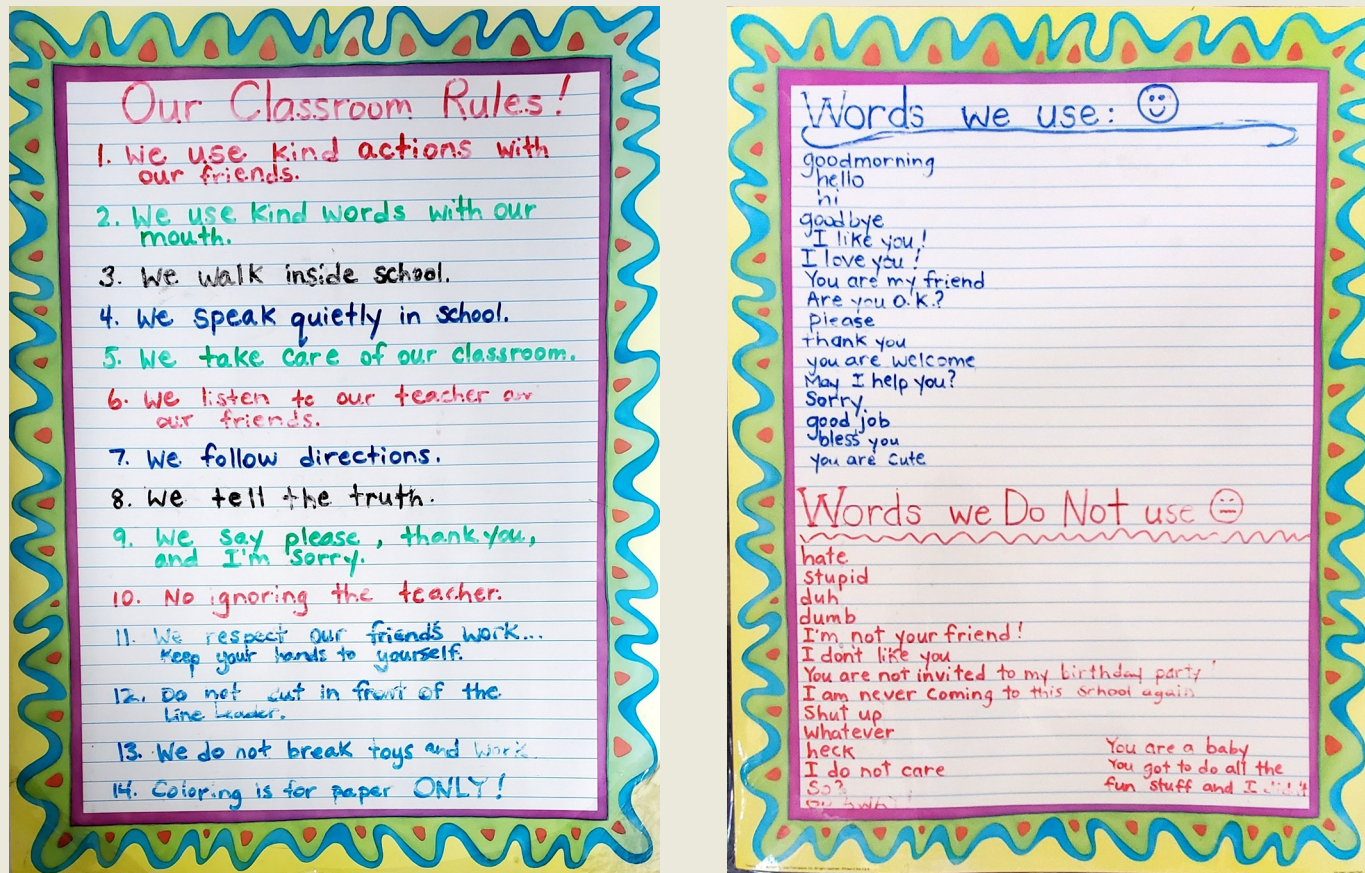 Our Classroom Rules!
1. We use kind actions with
our friends.
2. We use kind words with our
mouth.
3. We walk inside school.
4. We speak quietly in school.
5. We take care of our classroom.
6. We listen to our teacher
our friends.
7. We follow directions.
8. We tell the truth.
9. We say please, thank you,
and I'm sorry.
10. No ignoring the teacher.
11. We respect our friends work...
Keep your hands to yourself.
12. Do not cut in front of the
Line Leader.
13. We do not break toys and work
14. Coloring is for paper ONLY!
Words we use:
goodmorning
hello
hi
goodbye
I like you!
I love you!
You are my friend
Are you O.K.?
please
thank you
you are welcome
May I help you?
Sorry
good job
bless you
you are cute
Words we Do Not use
hate
stupid
duh
dumb
I'm not your friend!
I dont like you
You are not invited to my birthday party!
I am never coming to this school again
Shut up
Whatever
heck
I do not care
So?
You are a baby
You got to do all the
fun stuff and I didn't